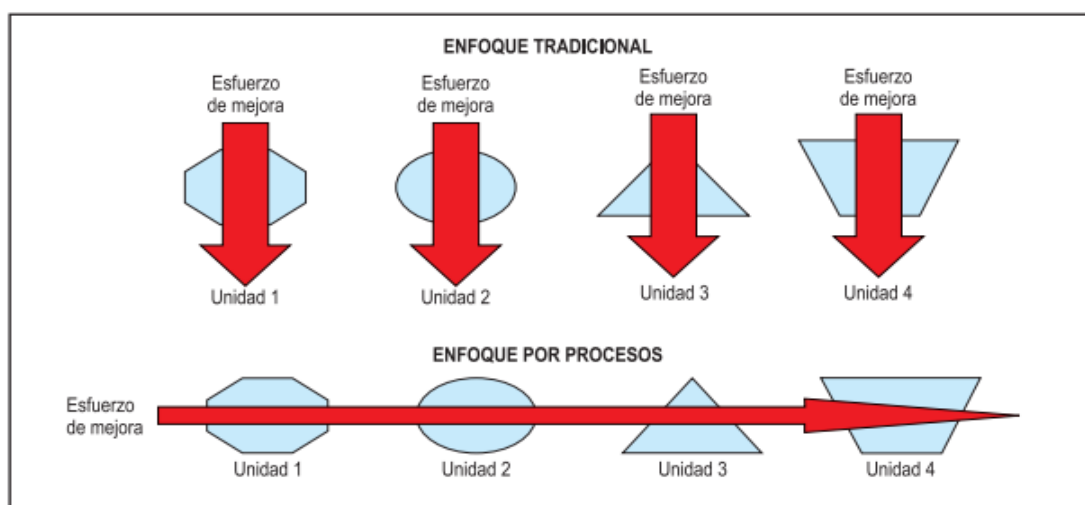 ENFOQUE TRADICIONAL
Esfuerzo
de mejora
Esfuerzo
de mejora
Esfuerzo
de mejora
Esfuerzo
de mejora
Unidad 1
Unidad 2
Unidad 3
Unidad 4
ENFOQUE POR PROCESOS
Esfuerzo
de mejora
Unidad 1
Unidad 2
Unidad 3
Unidad 4